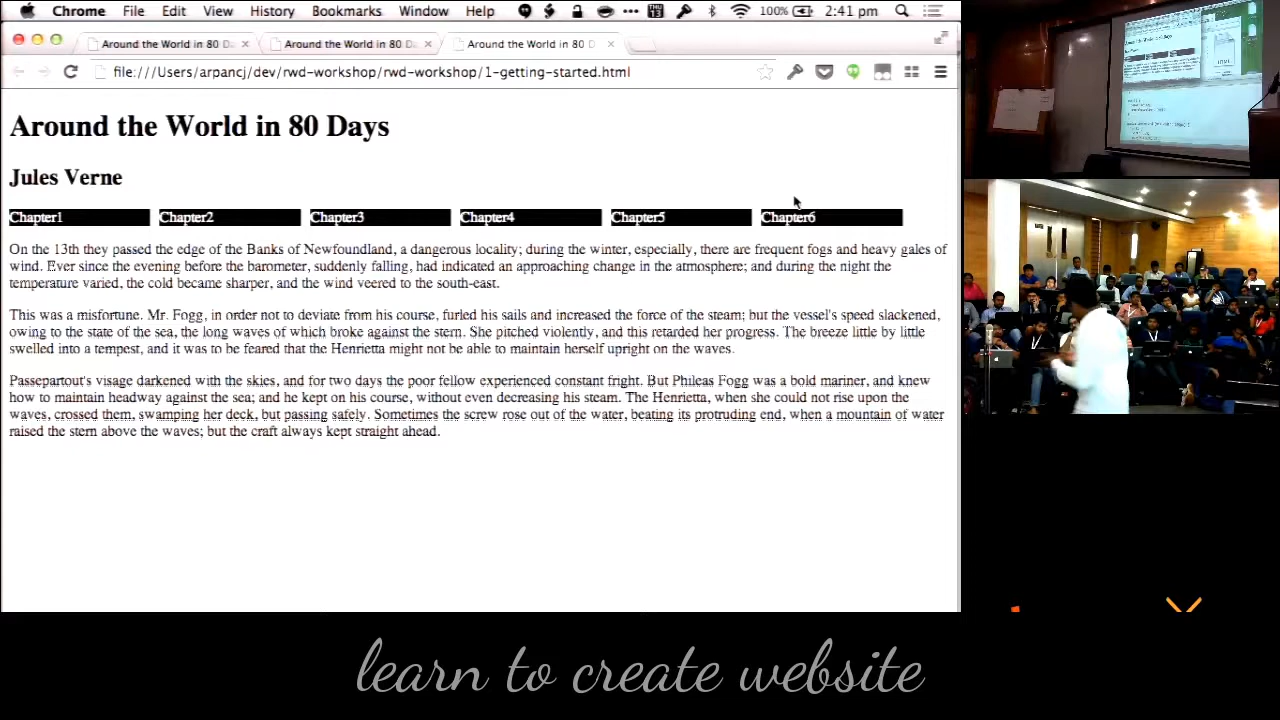 Chrome File Edit View History Bookmarks Window Help THU 13 100% 2:41 pm
Around the World in 80 D Around the World in 80 D Around the World in 80 D
file:///Users/arpancj/dev/rwd-workshop/rwd-workshop/1-getting-started.html
Around the World in 80 Days
Jules Verne
Chapter1 Chapter2 Chapter3 Chapter4 Chapter5 Chapter6
On the 13th they passed the edge of the Banks of Newfoundland, a dangerous locality; during the winter, especially, there are frequent fogs and heavy gales of
wind. Ever since the evening before the barometer, suddenly falling, had indicated an approaching change in the atmosphere; and during the night the
temperature varied, the cold became sharper, and the wind veered to the south-east.
This was a misfortune. Mr. Fogg, in order not to deviate from his course, furled his sails and increased the force of the steam; but the vessel's speed slackened,
owing to the state of the sea, the long waves of which broke against the stern. She pitched violently, and this retarded her progress. The breeze little by little
swelled into a tempest, and it was to be feared that the Henrietta might not be able to maintain herself upright on the waves.
Passepartout's visage darkened with the skies, and for two days the poor fellow experienced constant fright. But Phileas Fogg was a bold mariner, and knew
how to maintain headway against the sea; and he kept on his course, without even decreasing his steam. The Henrietta, when she could not rise upon the
waves, crossed them, swamping her deck, but passing safely. Sometimes the screw rose out of the water, beating its protruding end, when a mountain of water
raised the stern above the waves; but the craft always kept straight ahead.
learn to create website